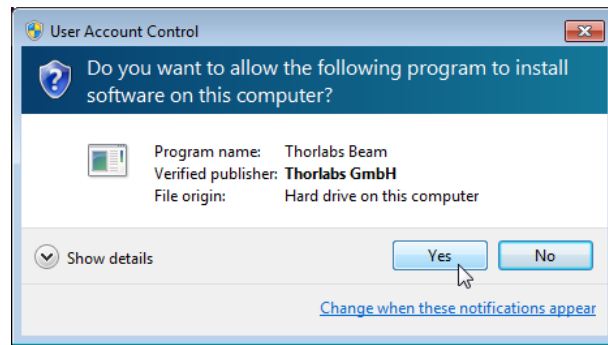 User Account Control
Do you want to allow the following program to install
software on this computer?
Program name: Thorlabs Beam
Verified publisher: Thorlabs GmbH
File origin: Hard drive on this computer
Show details
Yes
No
Change when these notifications appear